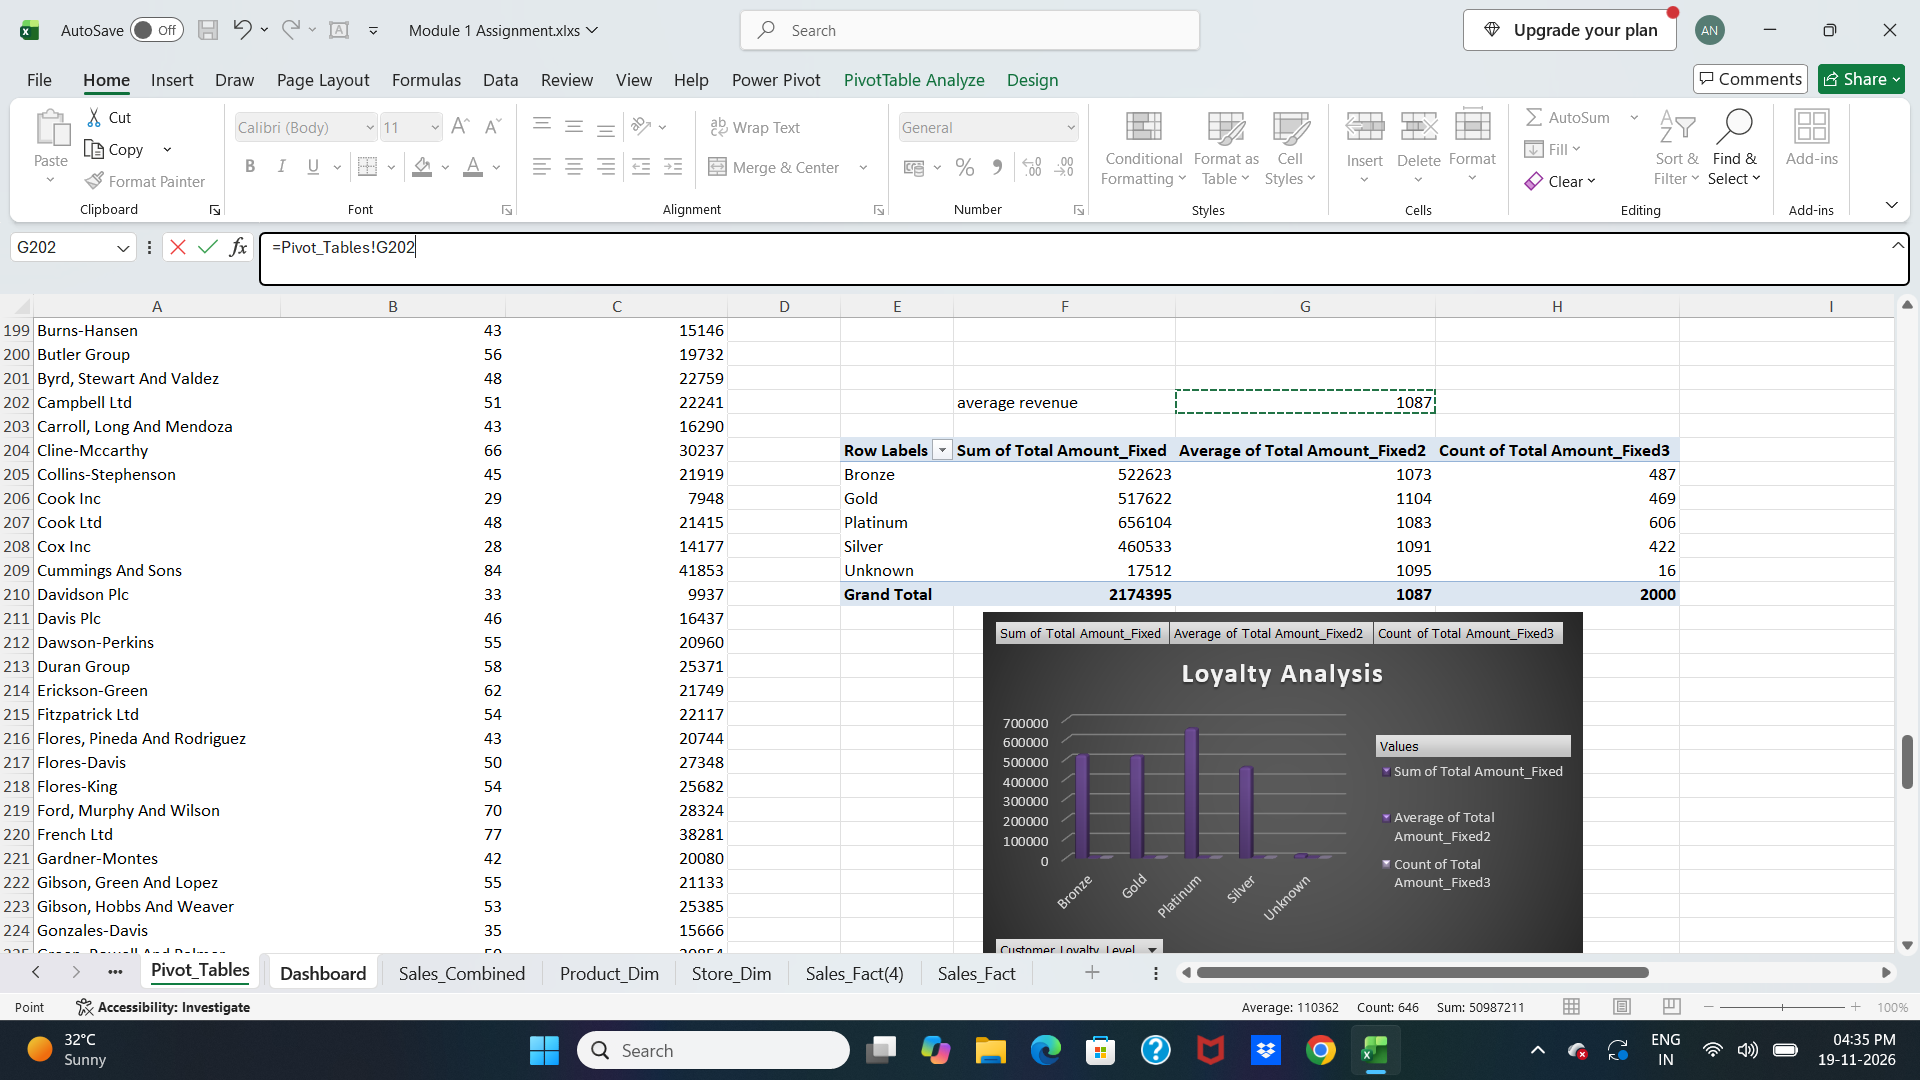 AutoSave Off Module 1 Assignment.xlxs Search Upgrade your plan AN
File Home Insert Draw Page Layout Formulas Data Review View Help Power Pivot PivotTable Analyze Design Comments Share
Paste Cut Copy Format Painter Clipboard
Calibri (Body) 11 B I U A Font
Wrap Text Merge & Center Alignment
General % Number
Conditional Formatting Format as Table Cell Styles Styles
Insert Delete Format Cells
AutoSum Fill Clear Sort & Filter Find & Select Editing
Add-ins Add-ins
G202 fx =Pivot_Tables!G202
A B C D E F G H I
199 Burns-Hansen 43 15146
200 Butler Group 56 19732
201 Byrd, Stewart And Valdez 48 22759
202 Campbell Ltd 51 22241 average revenue 1087
203 Carroll, Long And Mendoza 43 16290
204 Cline-Mccarthy 66 30237 Row Labels Sum of Total Amount_Fixed Average of Total Amount_Fixed2 Count of Total Amount_Fixed3
205 Collins-Stephenson 45 21919 Bronze 522623 1073 487
206 Cook Inc 29 7948 Gold 517622 1104 469
207 Cook Ltd 48 21415 Platinum 656104 1083 606
208 Cox Inc 28 14177 Silver 460533 1091 422
209 Cummings And Sons 84 41853 Unknown 17512 1095 16
210 Davidson Plc 33 9937 Grand Total 2174395 1087 2000
211 Davis Plc 46 16437
212 Dawson-Perkins 55 20960
213 Duran Group 58 25371
214 Erickson-Green 62 21749
215 Fitzpatrick Ltd 54 22117
216 Flores, Pineda And Rodriguez 43 20744
217 Flores-Davis 50 27348
218 Flores-King 54 25682
219 Ford, Murphy And Wilson 70 28324
220 French Ltd 77 38281
221 Gardner-Montes 42 20080
222 Gibson, Green And Lopez 55 21133
223 Gibson, Hobbs And Weaver 53 25385
224 Gonzales-Davis 35 15666
Sum of Total Amount_Fixed Average of Total Amount_Fixed2 Count of Total Amount_Fixed3
Loyalty Analysis
700000
600000
500000
400000
300000
200000
100000
0
Bronze Gold Platinum Silver Unknown
Values
Sum of Total Amount_Fixed
Average of Total
Amount_Fixed2
Count of Total
Amount_Fixed3
Customer Loyalty Level
Pivot_Tables Dashboard Sales_Combined Product_Dim Store_Dim Sales_Fact(4) Sales_Fact
Point Accessibility: Investigate Average: 110362 Count: 646 Sum: 50987211 100%
32°C
Sunny
Search
ENG
IN
04:35 PM
19-11-2026